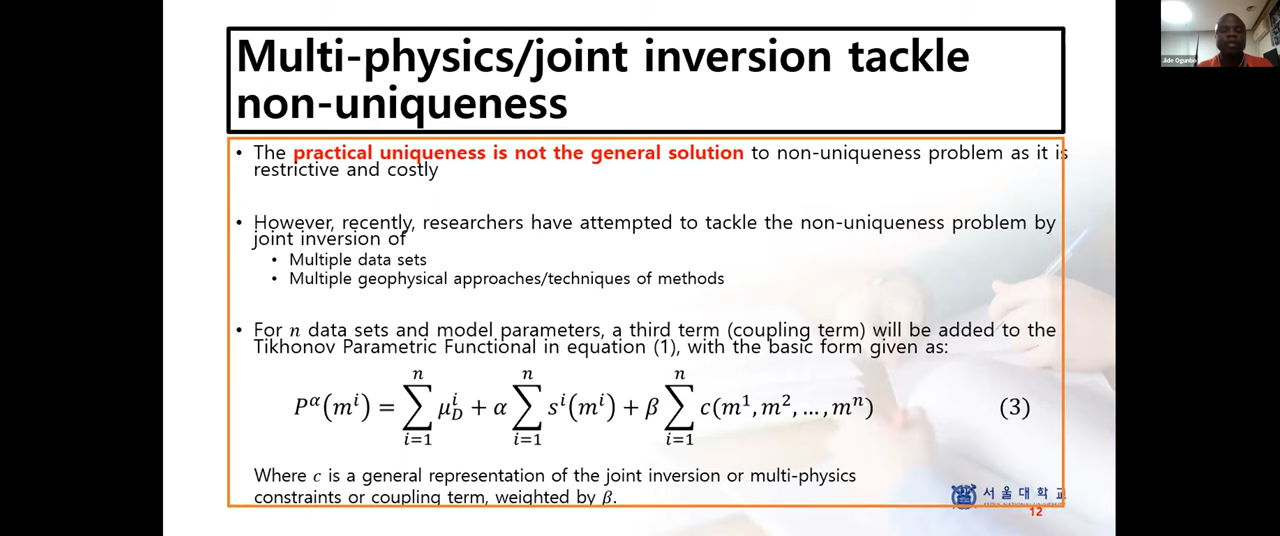 Multi-physics/joint inversion tackle
non-uniqueness
• The practical uniqueness is not the general solution to non-uniqueness problem as it is
restrictive and costly
• However, recently, researchers have attempted to tackle the non-uniqueness problem by
joint inversion of
• Multiple data sets
• Multiple geophysical approaches/techniques of methods
• For n data sets and model parameters, a third term (coupling term) will be added to the
Tikhonov Parametric Functional in equation (1), with the basic form given as:
P^α(m^i) = ∑_{i=1}^{n} μ_D^i + α ∑_{i=1}^{n} s^i(m^i) + β ∑_{i=1}^{n} c(m^1, m^2, …, m^n) (3)
Where c is a general representation of the joint inversion or multi-physics
constraints or coupling term, weighted by β.
서울대학교
12
Jide Ogunbo